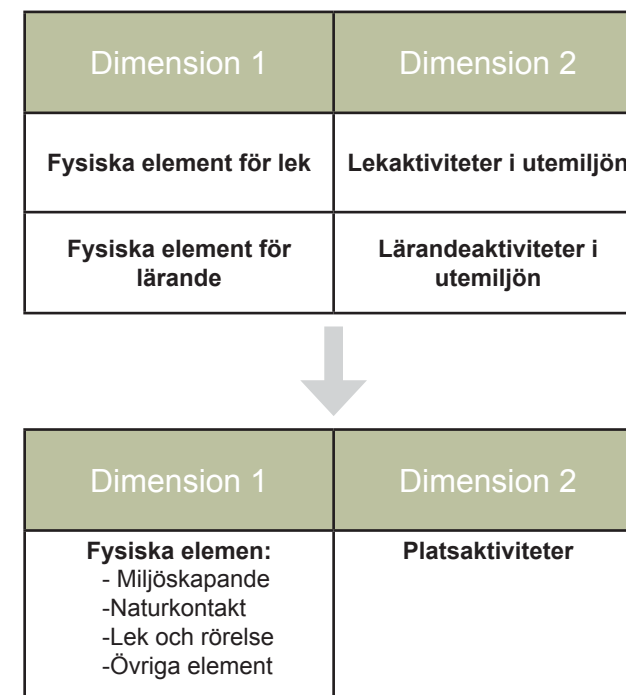 Dimension 1
Dimension 2
Fysiska element för lek
Lekaktiviteter i utemiljön
Fysiska element för
lärande
Lärandeaktiviteter i
utemiljön
Dimension 1
Dimension 2
Fysiska elemen:
- Miljöskapande
-Naturkontakt
-Lek och rörelse
-Övriga element
Platsaktiviteter